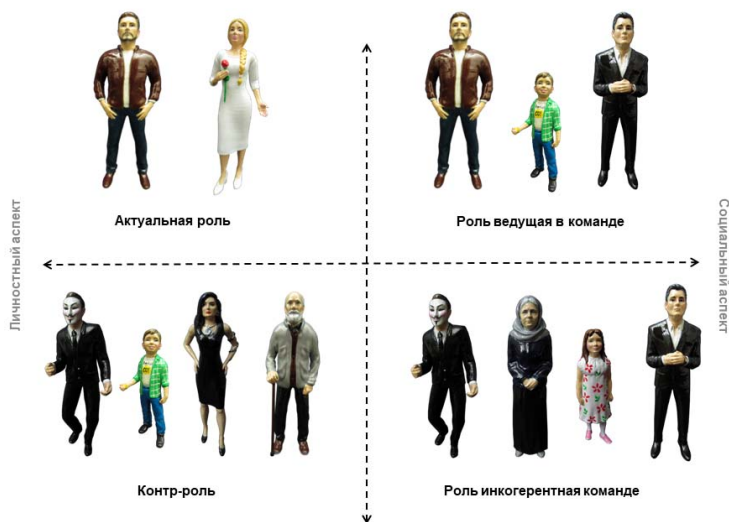 Актуальная роль
Роль ведущая в команде
Личностный аспект
Социальный аспект
Контр-роль
Роль инкогерентная команде